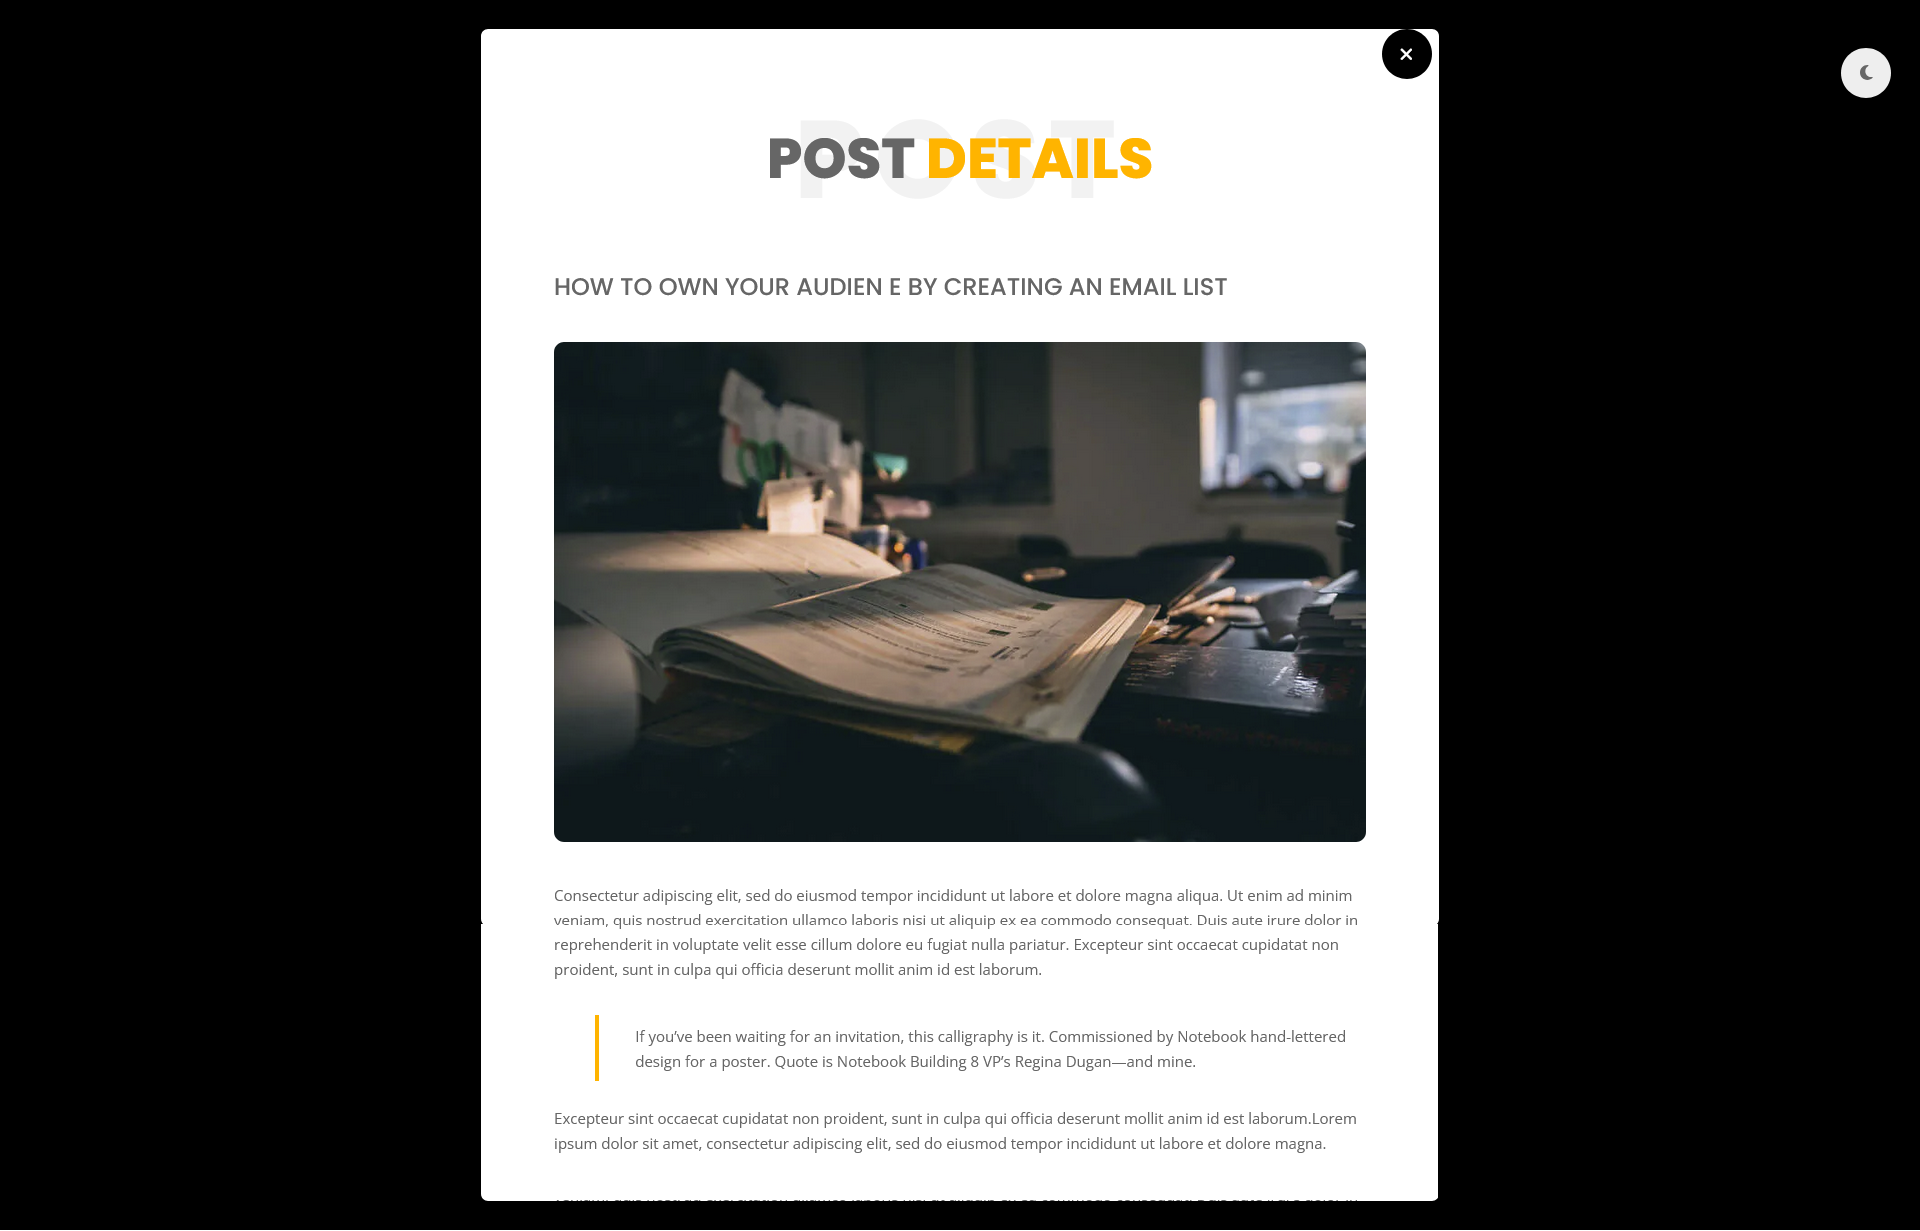 POST
POST DETAILS
HOW TO OWN YOUR AUDIEN E BY CREATING AN EMAIL LIST
Consectetur adipiscing elit, sed do eiusmod tempor incididunt ut labore et dolore magna aliqua. Ut enim ad minim
veniam, quis nostrud exercitation ullamco laboris nisi ut aliquip ex ea commodo consequat. Duis aute irure dolor in
reprehenderit in voluptate velit esse cillum dolore eu fugiat nulla pariatur. Excepteur sint occaecat cupidatat non
proident, sunt in culpa qui officia deserunt mollit anim id est laborum.
If you’ve been waiting for an invitation, this calligraphy is it. Commissioned by Notebook hand-lettered
design for a poster. Quote is Notebook Building 8 VP’s Regina Dugan—and mine.
Excepteur sint occaecat cupidatat non proident, sunt in culpa qui officia deserunt mollit anim id est laborum.Lorem
ipsum dolor sit amet, consectetur adipiscing elit, sed do eiusmod tempor incididunt ut labore et dolore magna.